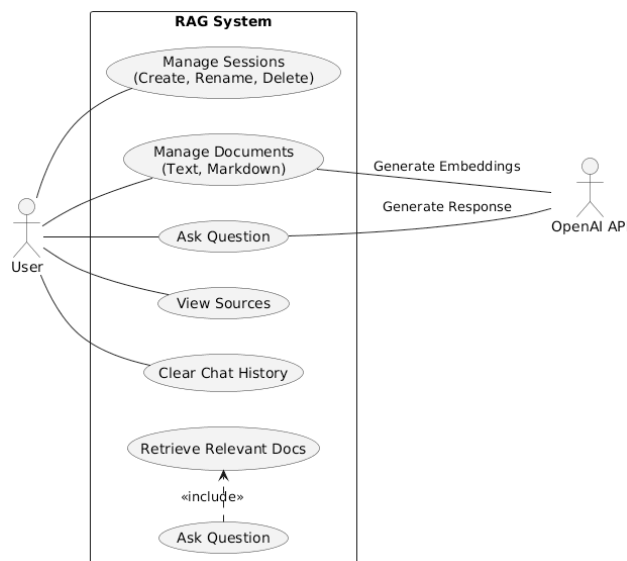 RAG System
Manage Sessions
(Create, Rename, Delete)
Manage Documents
(Text, Markdown)
Generate Embeddings
Generate Response
Ask Question
User
OpenAI AP
View Sources
Clear Chat History
Retrieve Relevant Docs
«include»
Ask Question